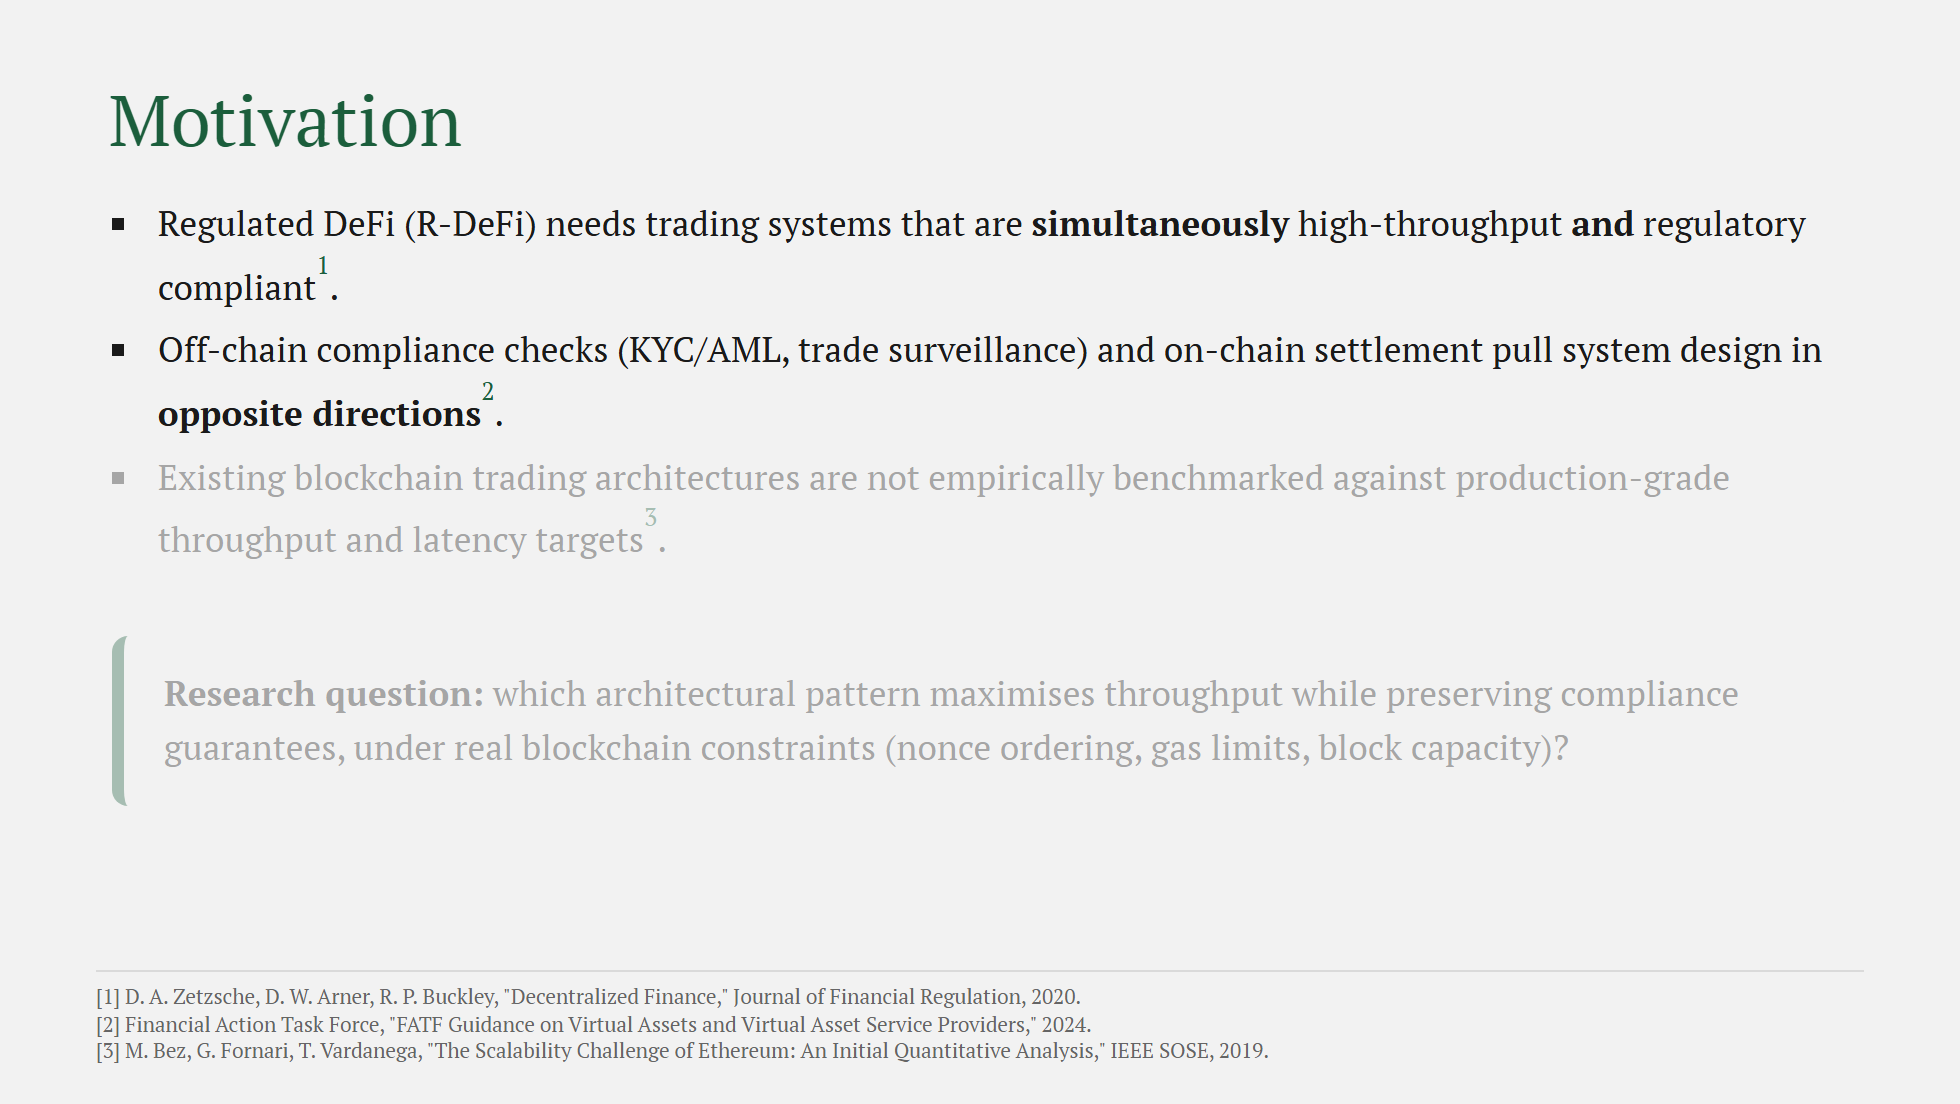 Motivation
▪ Regulated DeFi (R-DeFi) needs trading systems that are simultaneously high-throughput and regulatory
compliant1.
▪ Off-chain compliance checks (KYC/AML, trade surveillance) and on-chain settlement pull system design in
opposite directions2.
▪ Existing blockchain trading architectures are not empirically benchmarked against production-grade
throughput and latency targets3.
Research question: which architectural pattern maximises throughput while preserving compliance
guarantees, under real blockchain constraints (nonce ordering, gas limits, block capacity)?
[1] D. A. Zetzsche, D. W. Arner, R. P. Buckley, "Decentralized Finance," Journal of Financial Regulation, 2020.
[2] Financial Action Task Force, "FATF Guidance on Virtual Assets and Virtual Asset Service Providers," 2024.
[3] M. Bez, G. Fornari, T. Vardanega, "The Scalability Challenge of Ethereum: An Initial Quantitative Analysis," IEEE SOSE, 2019.